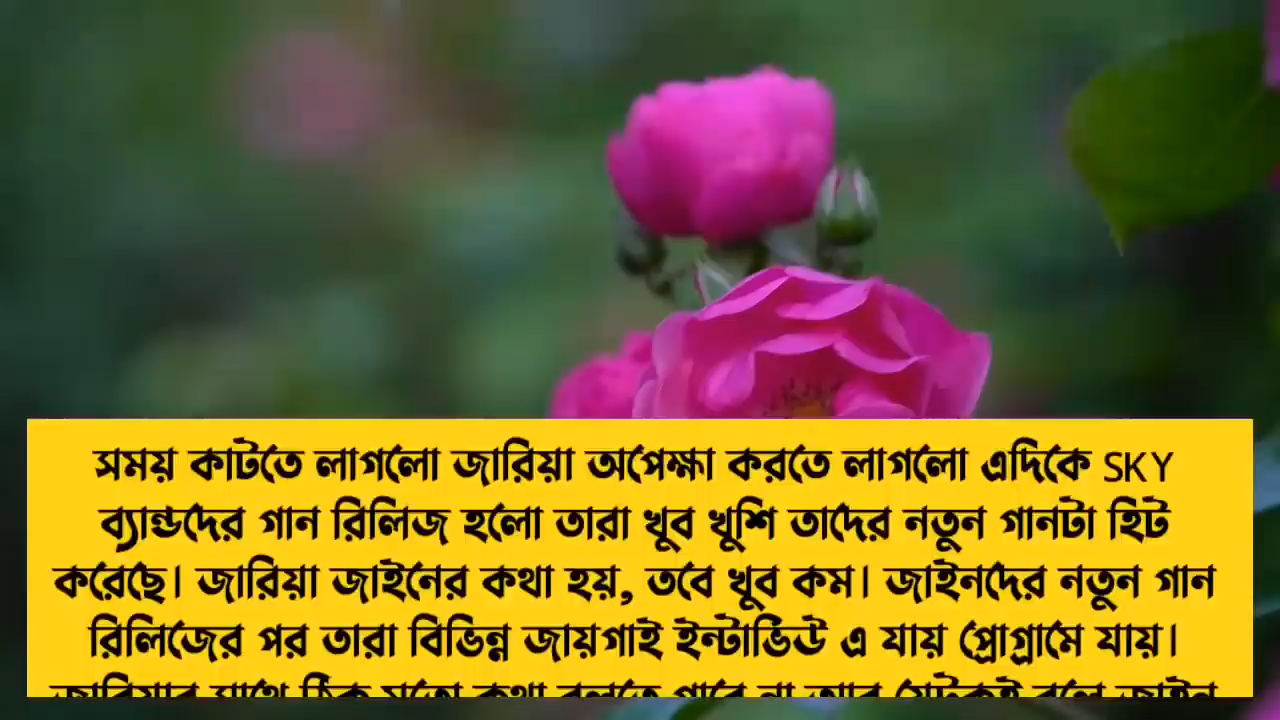 সময় কাটতে লাগলো জারিয়া অপেক্ষা করতে লাগলো এদিকে SKY
ব্যান্ডদের গান রিলিজ হলো তারা খুব খুশি তাদের নতুন গানটা হিট
করেছে। জারিয়া জাইনের কথা হয়, তবে খুব কম। জাইনদের নতুন গান
রিলিজের পর তারা বিভিন্ন জায়গাই ইন্টাভিউ এ যায় প্রোগ্রামে যায়।